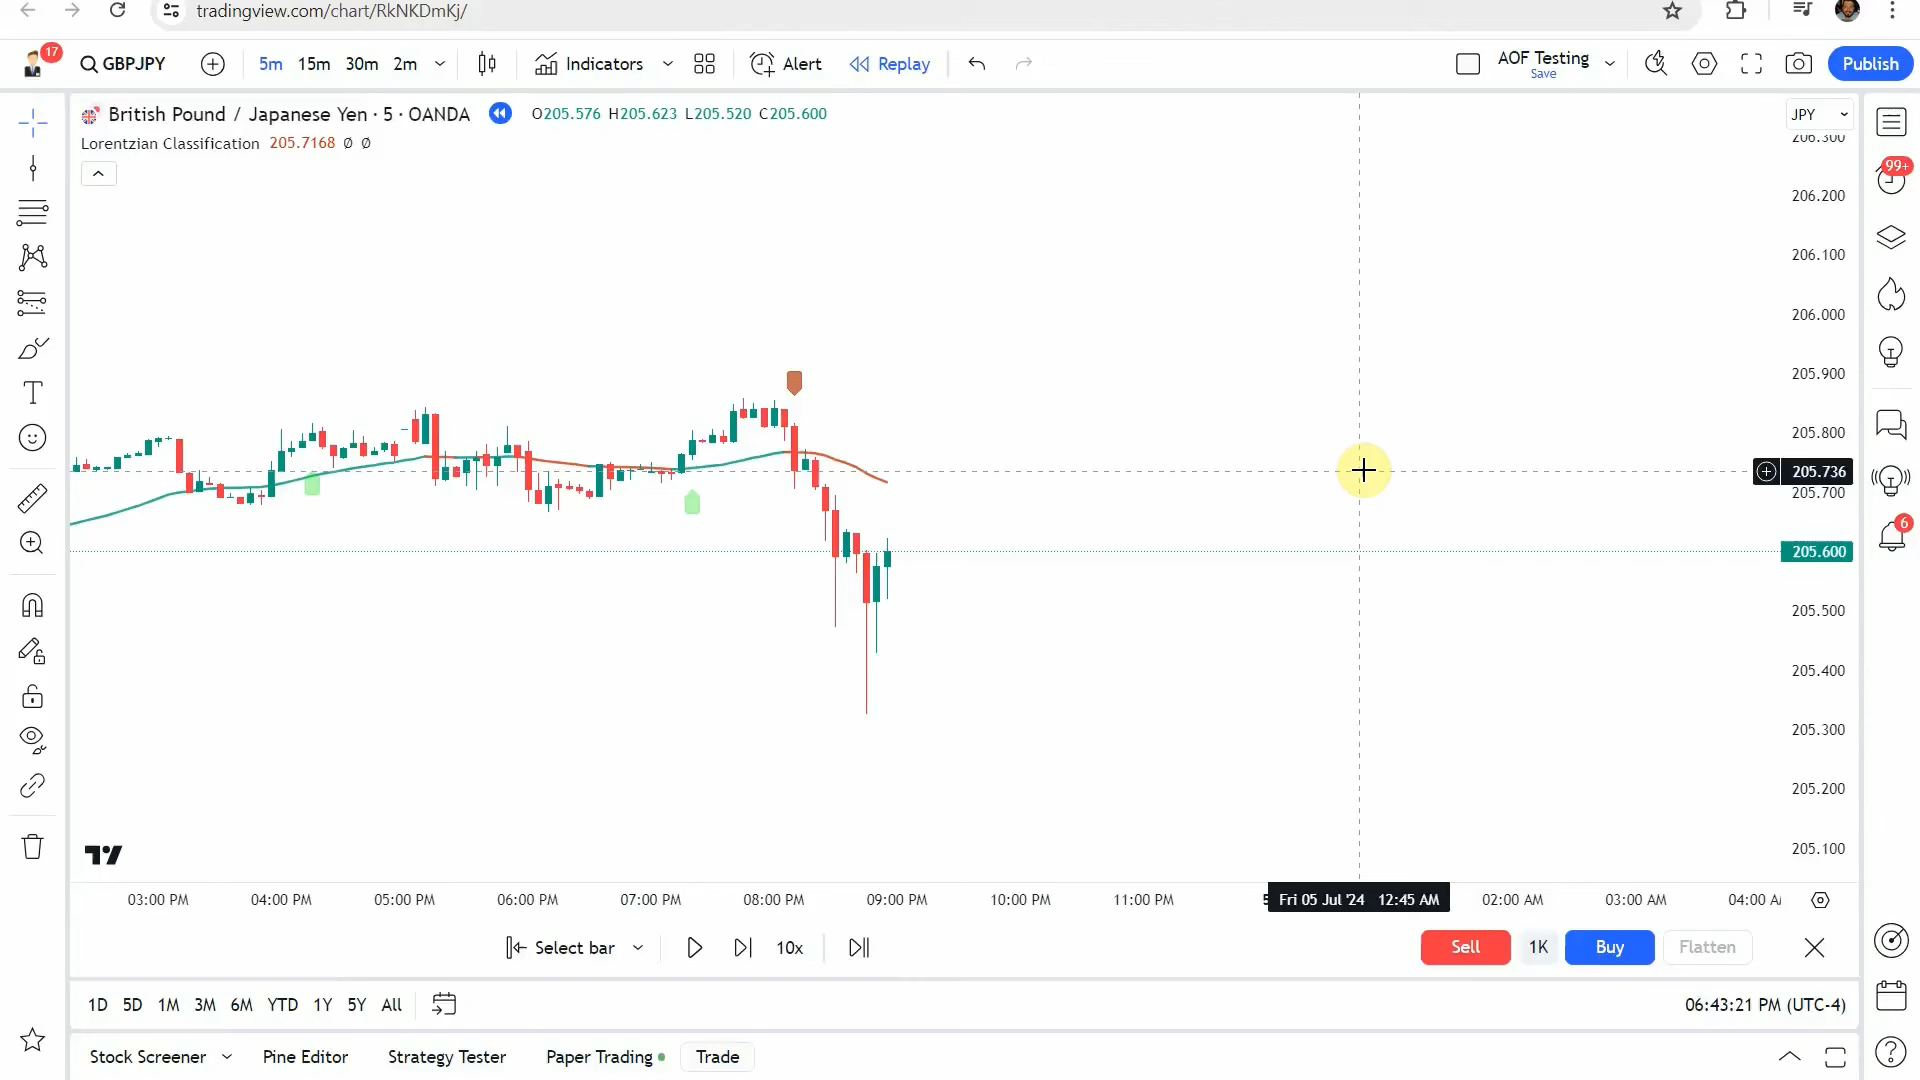 tradingview.com/chart/RkNKDmKj/
17
GBPJPY
5m 15m 30m 2m
Indicators
Alert
Replay
AOF Testing
Save
Publish
British Pound / Japanese Yen · 5 · OANDA
O205.576 H205.623 L205.520 C205.600
JPY
Lorentzian Classification 205.7168 Ø Ø
206.300
99+
206.200
206.100
206.000
205.900
205.800
205.736
205.700
6
205.600
205.500
205.400
205.300
205.200
205.100
03:00 PM 04:00 PM 05:00 PM 06:00 PM 07:00 PM 08:00 PM 09:00 PM 10:00 PM 11:00 PM
Fri 05 Jul '24 12:45 AM
02:00 AM 03:00 AM 04:00 A
Select bar
10x
Sell
1K
Buy
Flatten
1D 5D 1M 3M 6M YTD 1Y 5Y All
06:43:21 PM (UTC-4)
Stock Screener
Pine Editor
Strategy Tester
Paper Trading
Trade